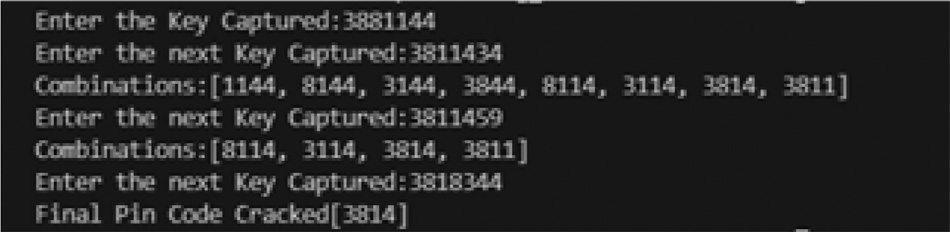 Enter the Key Captured:3881144
Enter the next Key Captured:3811434
Combinations:[1144, 8144, 3144, 3844, 8114, 3114, 3814, 3811]
Enter the next Key Captured:3811459
Combinations:[8114, 3114, 3814, 3811]
Enter the next Key Captured:3818344
Final Pin Code Cracked[3814]